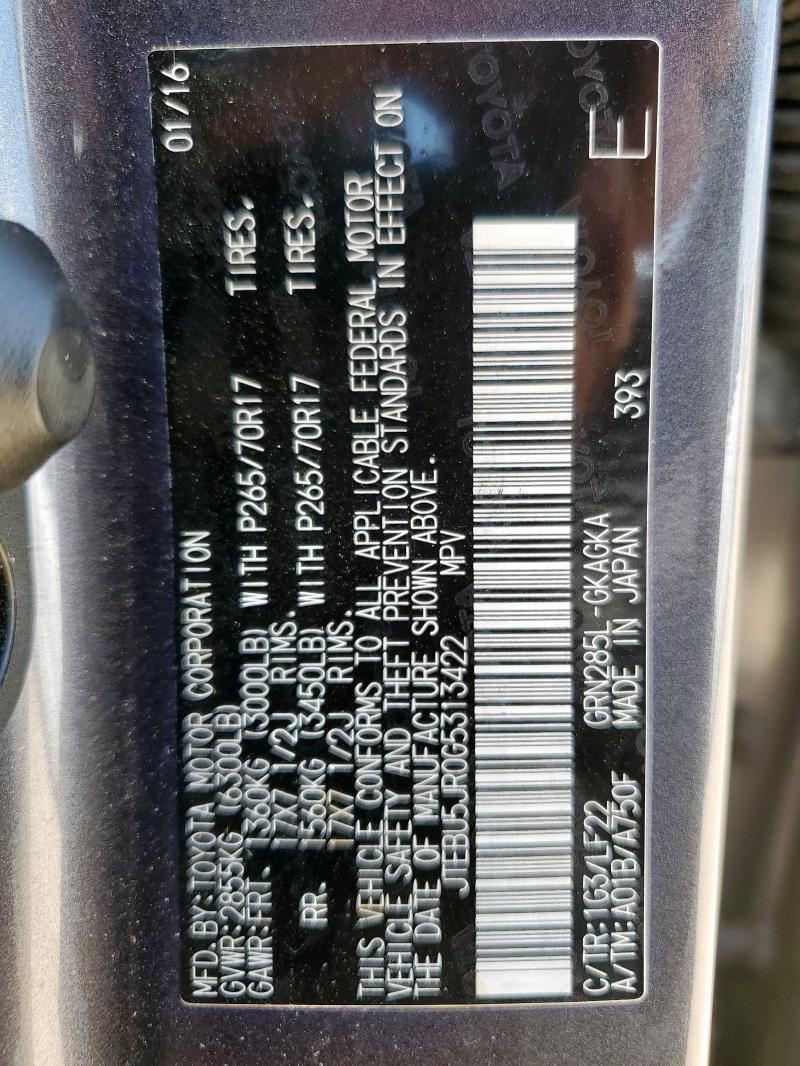 MFD. BY: TOYOTA MOTOR CORPORATION 01/16
GVWR: 2855KG (6300LB)
GAWR: FRT. 1360KG (3000LB) WITH P265/70R17 TIRES.
17X7 1/2J RIMS.
RR. 1560KG (3450LB) WITH P265/70R17 TIRES.
17X7 1/2J RIMS.
THIS VEHICLE CONFORMS TO ALL APPLICABLE FEDERAL MOTOR
VEHICLE SAFETY AND THEFT PREVENTION STANDARDS IN EFFECT ON
THE DATE OF MANUFACTURE SHOWN ABOVE.
JTEBU5JR0G5313422 MPV
C/TR: 1G3/LF22 GRN285L-GKAGKA
A/TM: A01B/A750F MADE IN JAPAN 393 E